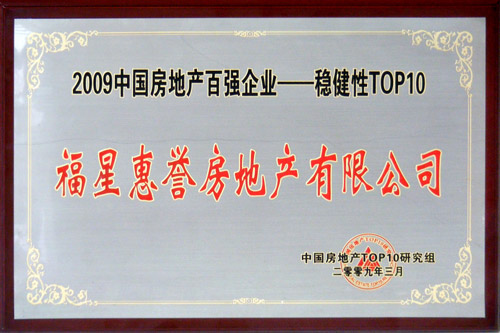 2009中国房地产百强企业——稳健性TOP10
福星惠誉房地产有限公司
中国房地产TOP10研究组
二零零九年三月